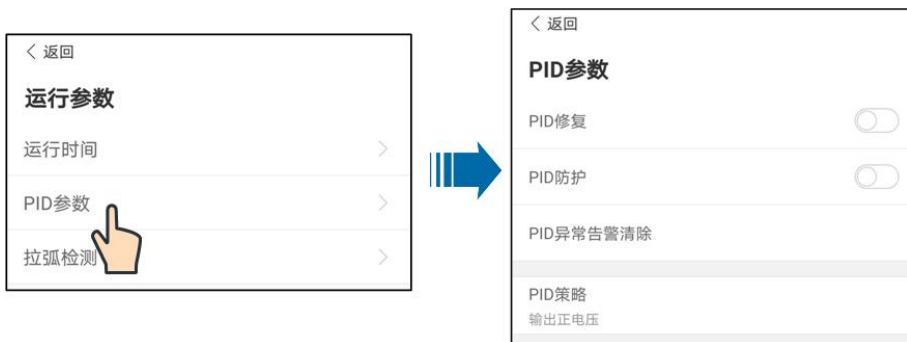 返回
运行参数
运行时间
PID参数
拉弧检测
返回
PID参数
PID修复
PID防护
PID异常告警清除
PID策略
输出正电压